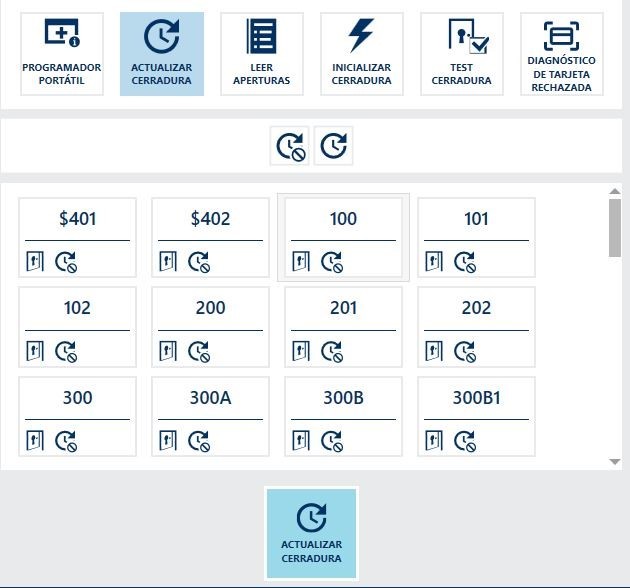 PROGRAMADOR
PORTÁTIL
ACTUALIZAR
CERRADURA
LEER
APERTURAS
INICIALIZAR
CERRADURA
TEST
CERRADURA
DIAGNÓSTICO
DE TARJETA
RECHAZADA
$401
$402
100
101
102
200
201
202
300
300A
300B
300B1
ACTUALIZAR
CERRADURA